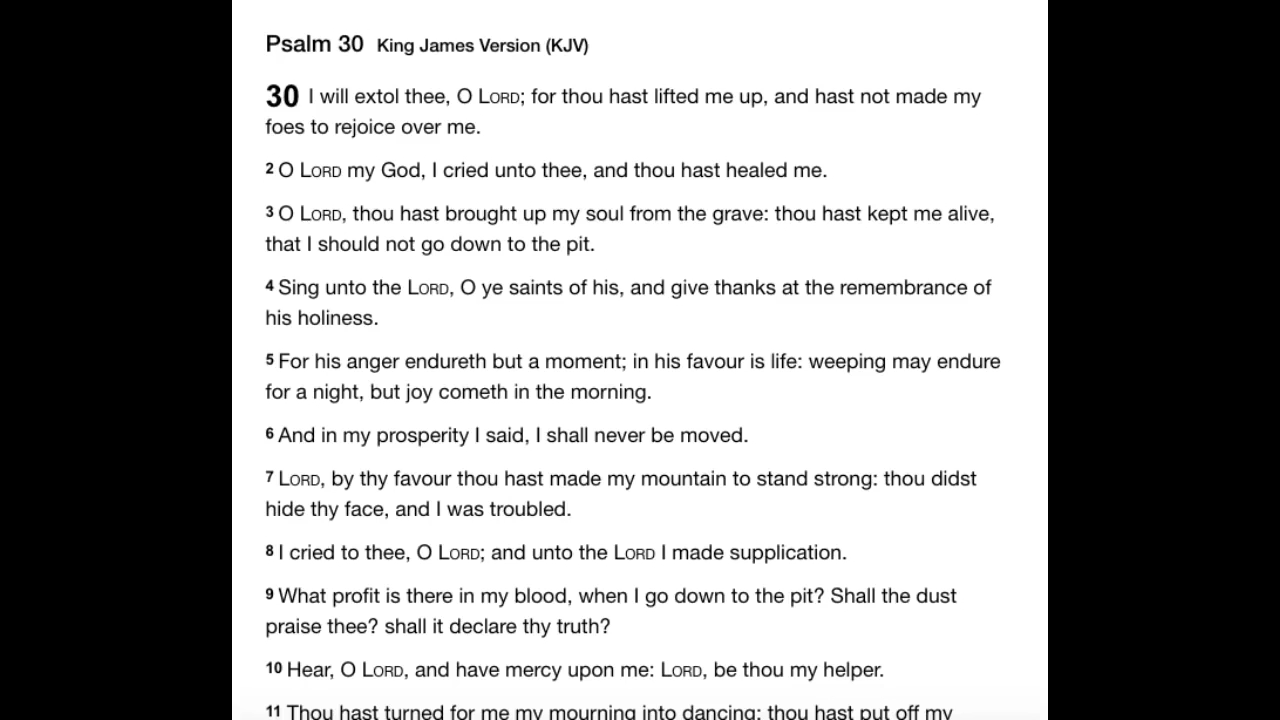 Psalm 30 King James Version (KJV)
30 I will extol thee, O LORD; for thou hast lifted me up, and hast not made my
foes to rejoice over me.
2 O LORD my God, I cried unto thee, and thou hast healed me.
3 O LORD, thou hast brought up my soul from the grave: thou hast kept me alive,
that I should not go down to the pit.
4 Sing unto the LORD, O ye saints of his, and give thanks at the remembrance of
his holiness.
5 For his anger endureth but a moment; in his favour is life: weeping may endure
for a night, but joy cometh in the morning.
6 And in my prosperity I said, I shall never be moved.
7 LORD, by thy favour thou hast made my mountain to stand strong: thou didst
hide thy face, and I was troubled.
8 I cried to thee, O LORD; and unto the LORD I made supplication.
9 What profit is there in my blood, when I go down to the pit? Shall the dust
praise thee? shall it declare thy truth?
10 Hear, O LORD, and have mercy upon me: LORD, be thou my helper.
11 Thou hast turned for me my mourning into dancing: thou hast put off my